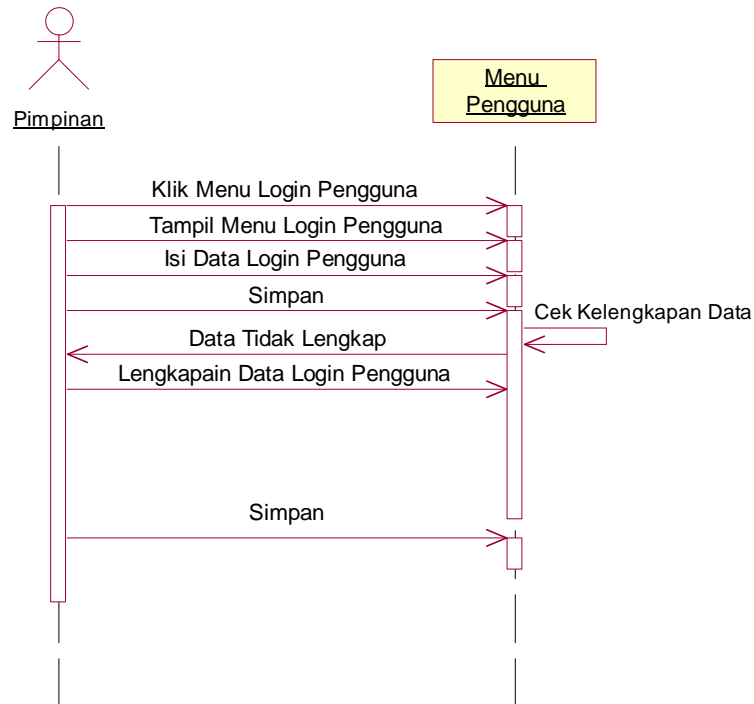 Menu
Pengguna
Pimpinan
Klik Menu Login Pengguna
Tampil Menu Login Pengguna
Isi Data Login Pengguna
Simpan
Cek Kelengkapan Data
Data Tidak Lengkap
Lengkapain Data Login Pengguna
Simpan